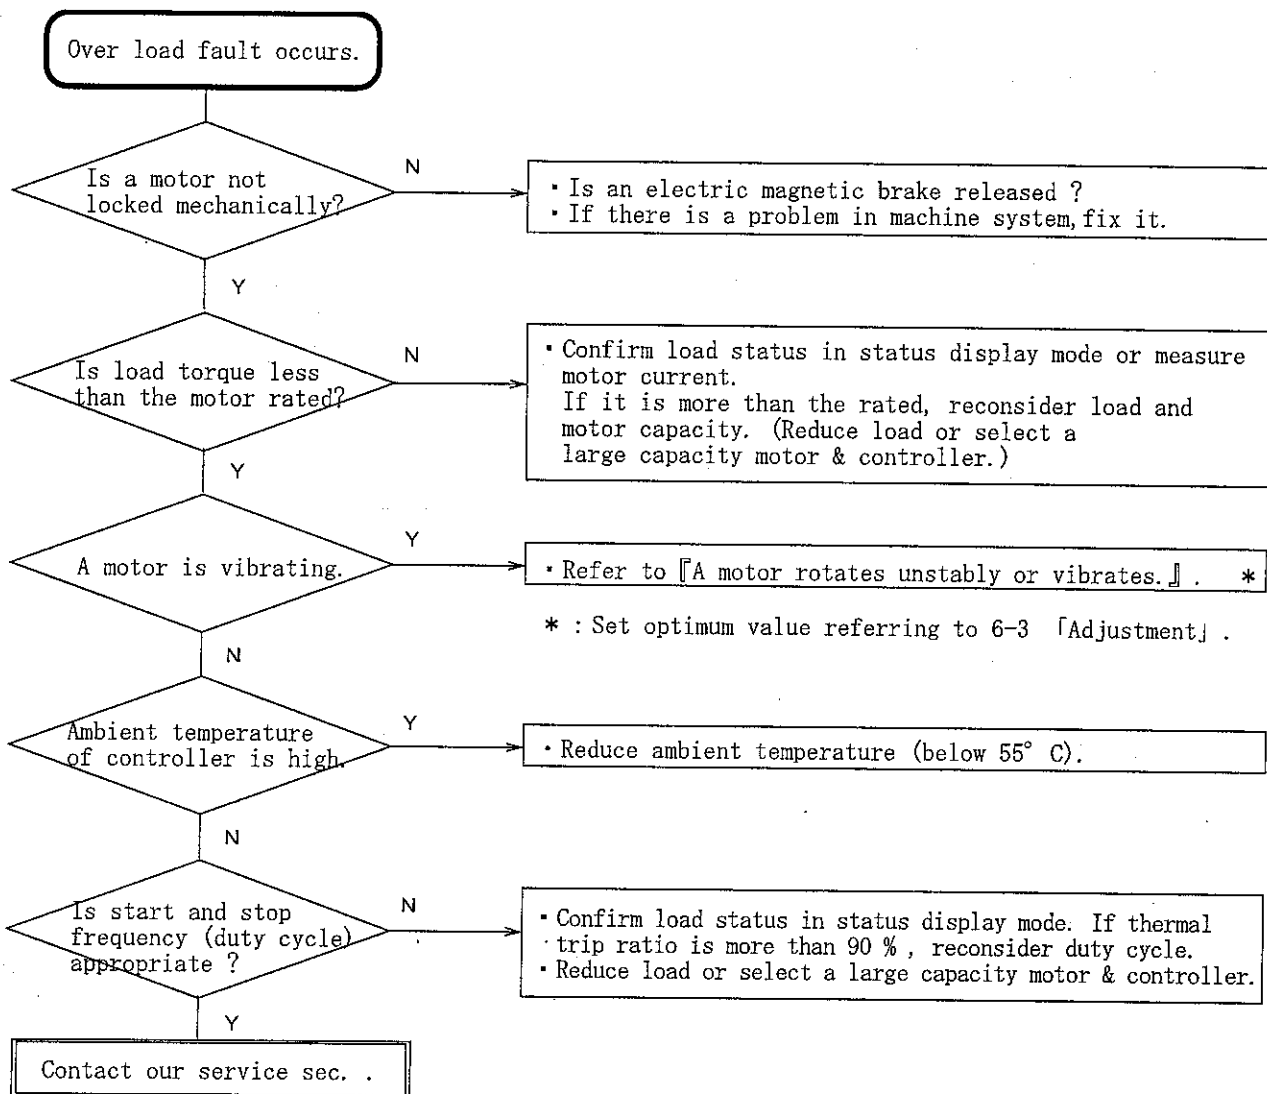 Over load fault occurs.
Is a motor not
locked mechanically?
N
・Is an electric magnetic brake released ?
・If there is a problem in machine system, fix it.
Y
Is load torque less
than the motor rated?
N
・Confirm load status in status display mode or measure
motor current.
If it is more than the rated, reconsider load and
motor capacity. (Reduce load or select a
large capacity motor & controller.)
Y
A motor is vibrating.
Y
・Refer to『A motor rotates unstably or vibrates.』. *
* : Set optimum value referring to 6-3 「Adjustment」.
N
Ambient temperature
of controller is high.
Y
・Reduce ambient temperature (below 55° C).
N
Is start and stop
frequency (duty cycle)
appropriate ?
N
・Confirm load status in status display mode. If thermal
trip ratio is more than 90 % , reconsider duty cycle.
・Reduce load or select a large capacity motor & controller.
Y
Contact our service sec. .